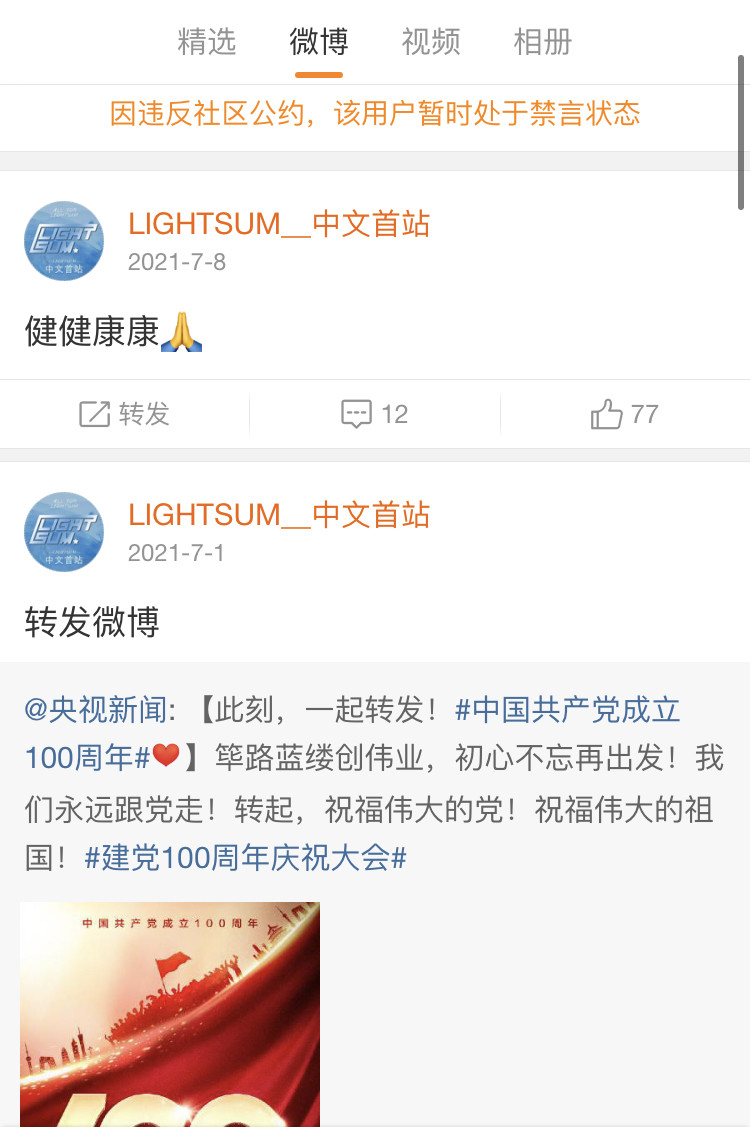 精选 微博 视频 相册
因违反社区公约，该用户暂时处于禁言状态
LIGHTSUM__中文首站
2021-7-8
健健康康🙏
转发 12 77
LIGHTSUM__中文首站
2021-7-1
转发微博
@央视新闻: 【此刻，一起转发！#中国共产党成立
100周年#❤️】筚路蓝缕创伟业，初心不忘再出发！我
们永远跟党走！转起，祝福伟大的党！祝福伟大的祖
国！#建党100周年庆祝大会#
中国共产党成立100周年
100
LIGHT
SUM.
中文首站
LIGHT
SUM.
中文首站